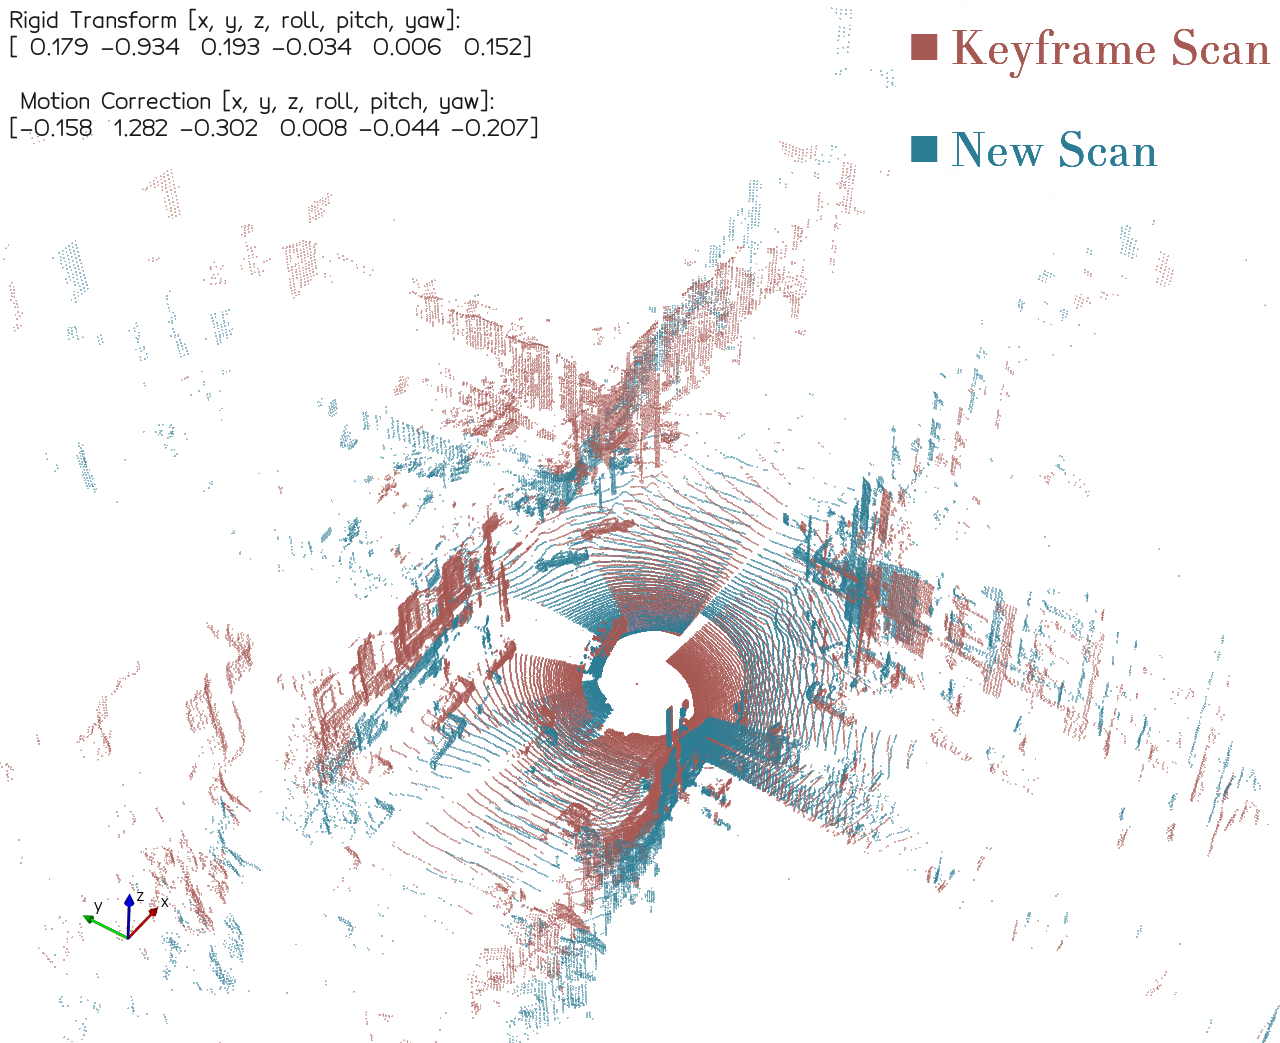 Rigid Transform [x, y, z, roll, pitch, yaw]:
[ 0.179 −0.934 0.193 −0.034 0.006 0.152]
Motion Correction [x, y, z, roll, pitch, yaw]:
[−0.158 1.282 −0.302 0.008 −0.044 −0.207]
Keyframe Scan
New Scan
y z x